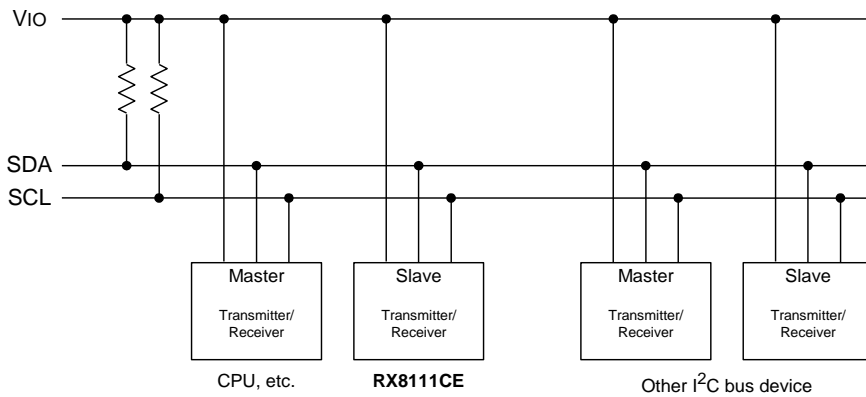 VIO
SDA
SCL
Master
Transmitter/
Receiver
Slave
Transmitter/
Receiver
Master
Transmitter/
Receiver
Slave
Transmitter/
Receiver
CPU, etc.
RX8111CE
Other I²C bus device